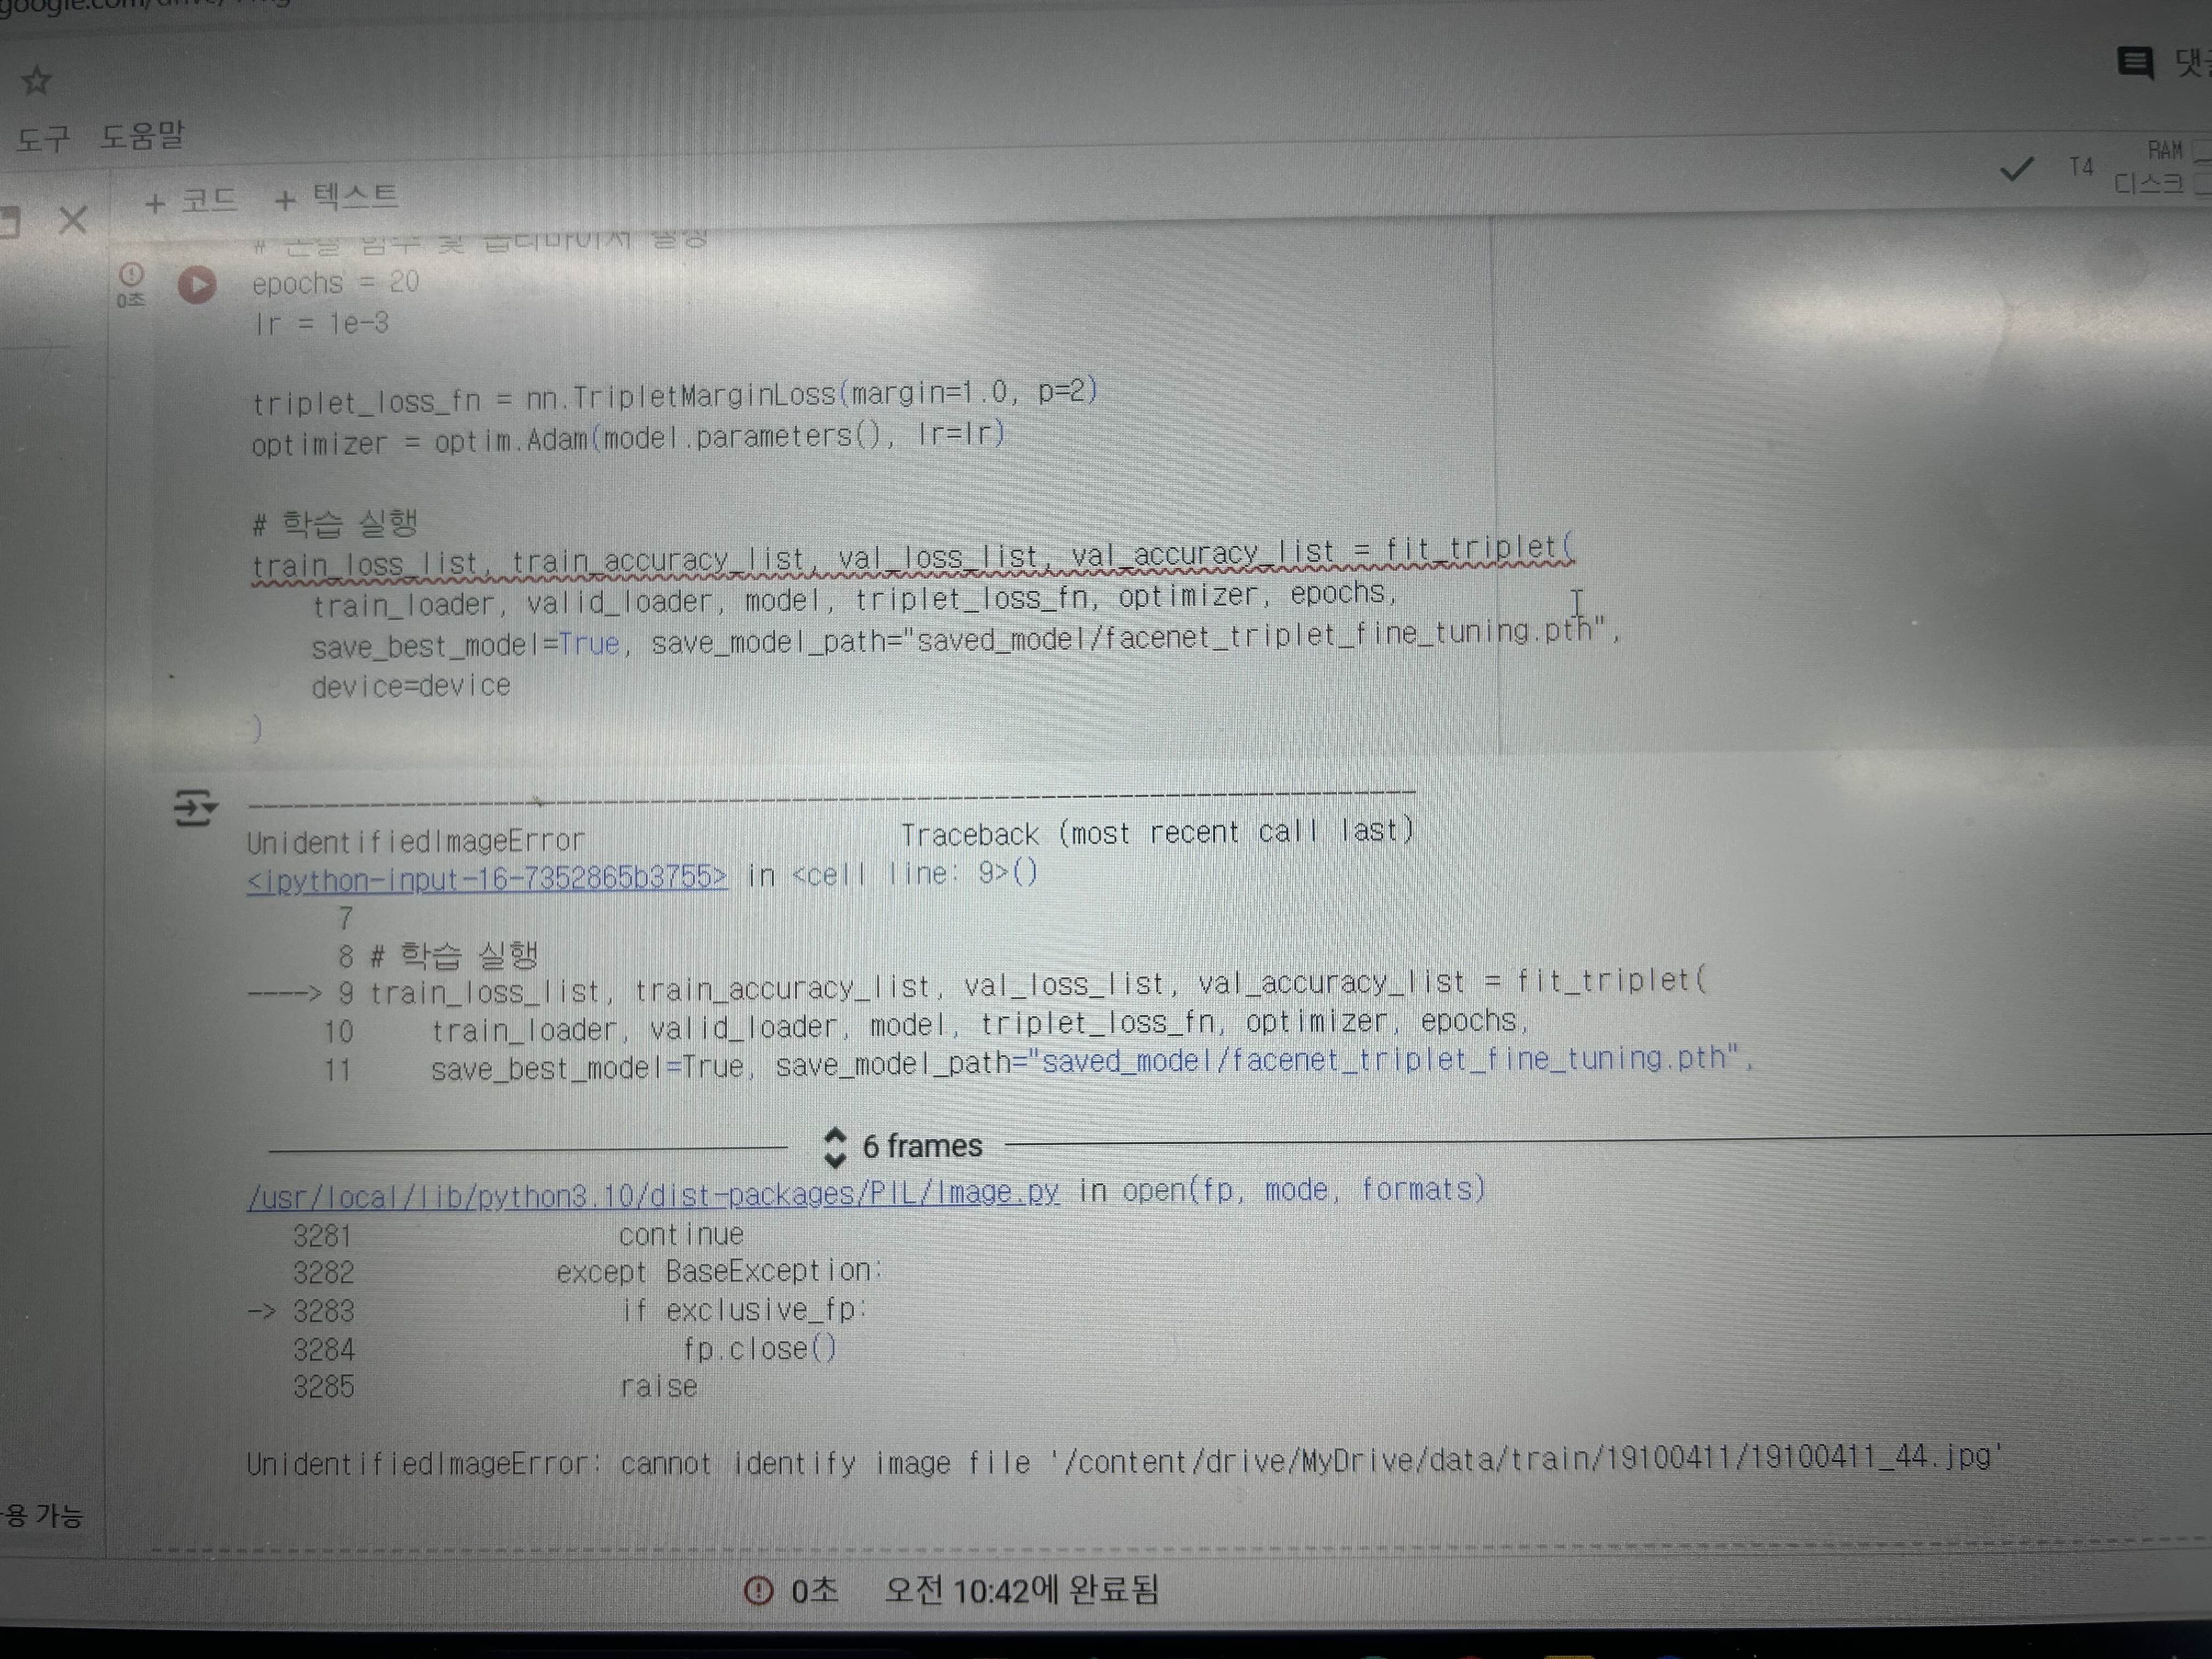 댓글
도구 도움말
RAM
T4
디스크
+ 코드 + 텍스트
0초
epochs = 20
lr = 1e-3
triplet_loss_fn = nn.TripletMarginLoss(margin=1.0, p=2)
optimizer = optim.Adam(model.parameters(), lr=lr)
# 학습 실행
train_loss_list, train_accuracy_list, val_loss_list, val_accuracy_list = fit_triplet(
train_loader, valid_loader, model, triplet_loss_fn, optimizer, epochs,
save_best_model=True, save_model_path="saved_model/facenet_triplet_fine_tuning.pth",
device=device
)
UnidentifiedImageError Traceback (most recent call last)
<ipython-input-16-7352865b3755> in <cell line: 9>()
7
8 # 학습 실행
----> 9 train_loss_list, train_accuracy_list, val_loss_list, val_accuracy_list = fit_triplet(
10 train_loader, valid_loader, model, triplet_loss_fn, optimizer, epochs,
11 save_best_model=True, save_model_path="saved_model/facenet_triplet_fine_tuning.pth",
6 frames
/usr/local/lib/python3.10/dist-packages/PIL/Image.py in open(fp, mode, formats)
3281 continue
3282 except BaseException:
-> 3283 if exclusive_fp:
3284 fp.close()
3285 raise
UnidentifiedImageError: cannot identify image file '/content/drive/MyDrive/data/train/19100411/19100411_44.jpg'
용 가능
0초 오전 10:42에 완료됨